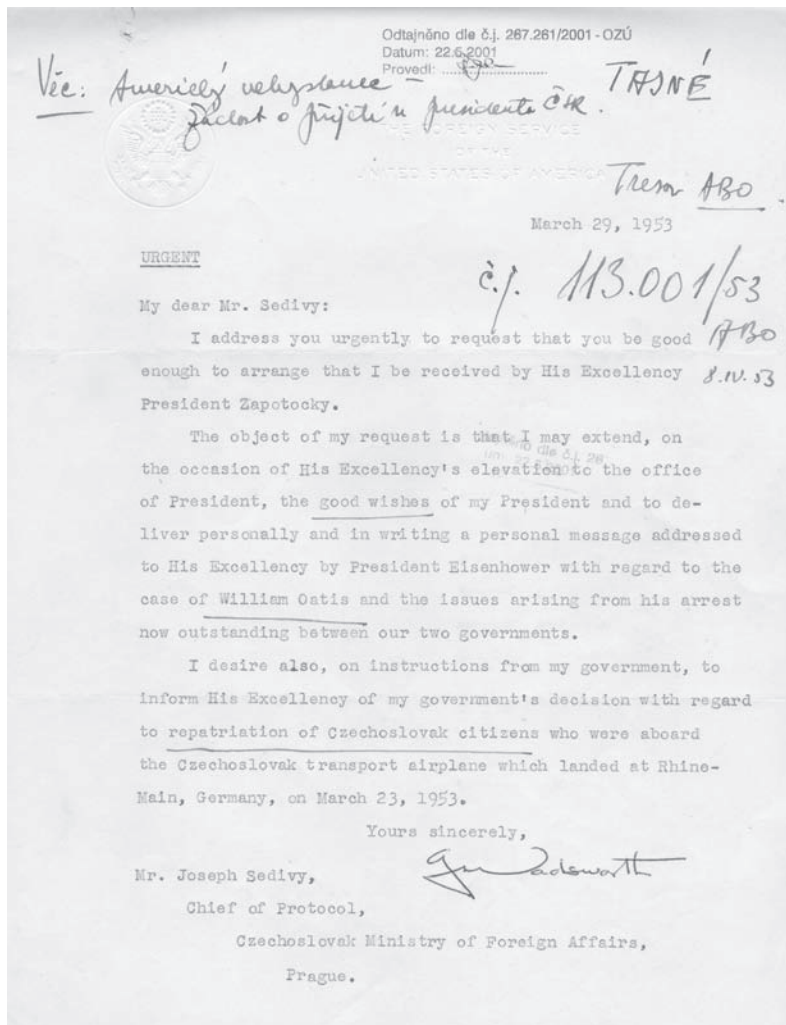 Odtajněno dle č.j. 267.261/2001 - OZÚ
Datum: 22.6.2001
Provedl:
Věc: Americký velvyslanec –
TAJNÉ
žádost o přijetí u presidenta ČSR.
THE FOREIGN SERVICE
OF THE
UNITED STATES OF AMERICA
Tresor ABO
March 29, 1953
URGENT
č.j. 113.001/53
My dear Mr. Sedivy:
ABO
I address you urgently to request that you be good
enough to arrange that I be received by His Excellency
8.IV.53
President Zapotocky.
The object of my request is that I may extend, on
the occasion of His Excellency's elevation to the office
of President, the good wishes of my President and to de-
liver personally and in writing a personal message addressed
to His Excellency by President Eisenhower with regard to the
case of William Oatis and the issues arising from his arrest
now outstanding between our two governments.
I desire also, on instructions from my government, to
inform His Excellency of my government's decision with regard
to repatriation of Czechoslovak citizens who were aboard
the Czechoslovak transport airplane which landed at Rhine-
Main, Germany, on March 23, 1953.
Yours sincerely,
Wadsworth
Mr. Joseph Sedivy,
Chief of Protocol,
Czechoslovak Ministry of Foreign Affairs,
Prague.